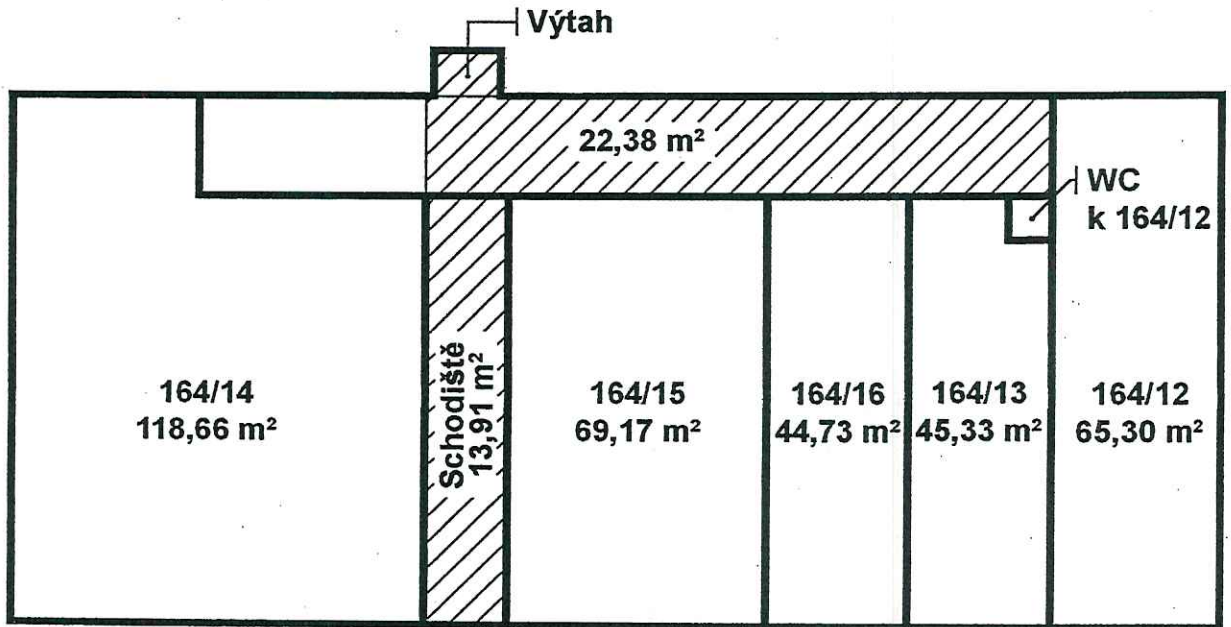 Výtah
22,38 m²
WC
k 164/12
164/14
118,66 m²
Schodiště
13,91 m²
164/15
69,17 m²
164/16
44,73 m²
164/13
45,33 m²
164/12
65,30 m²